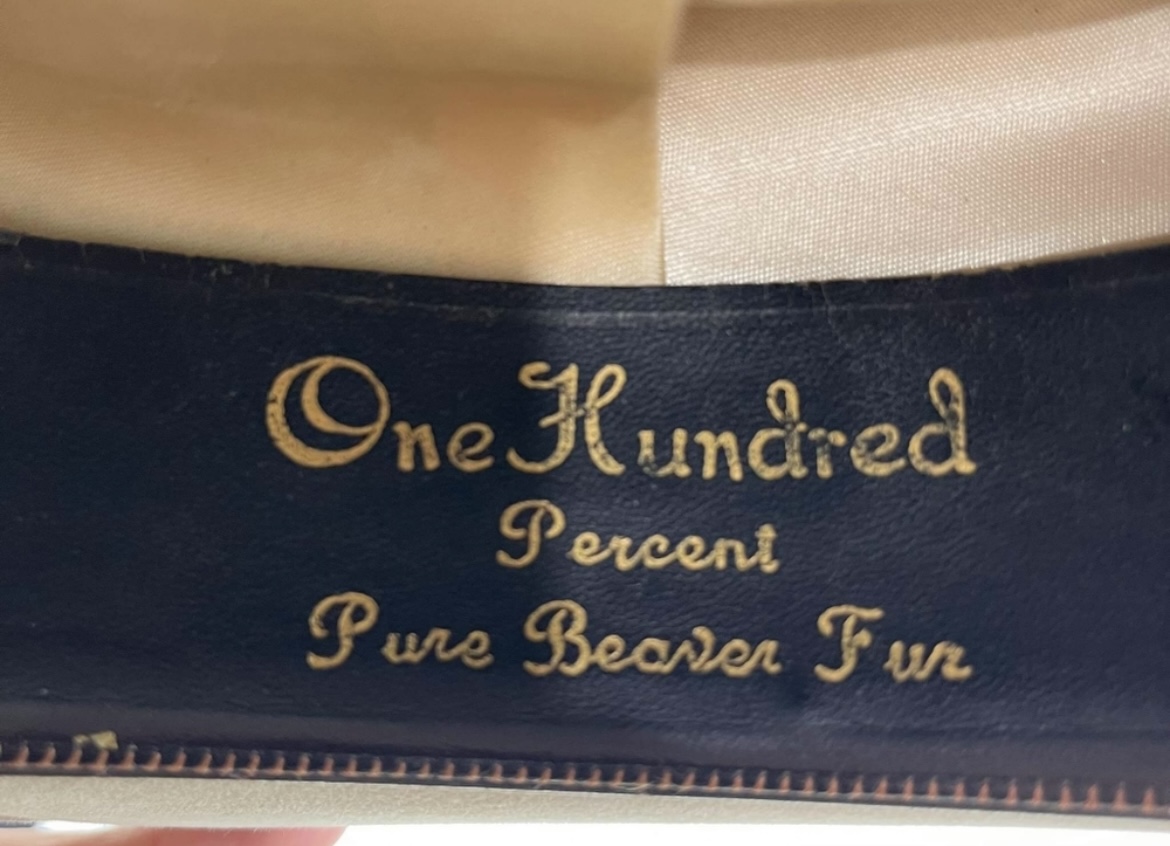 One Hundred
Percent
Pure Beaver Fur